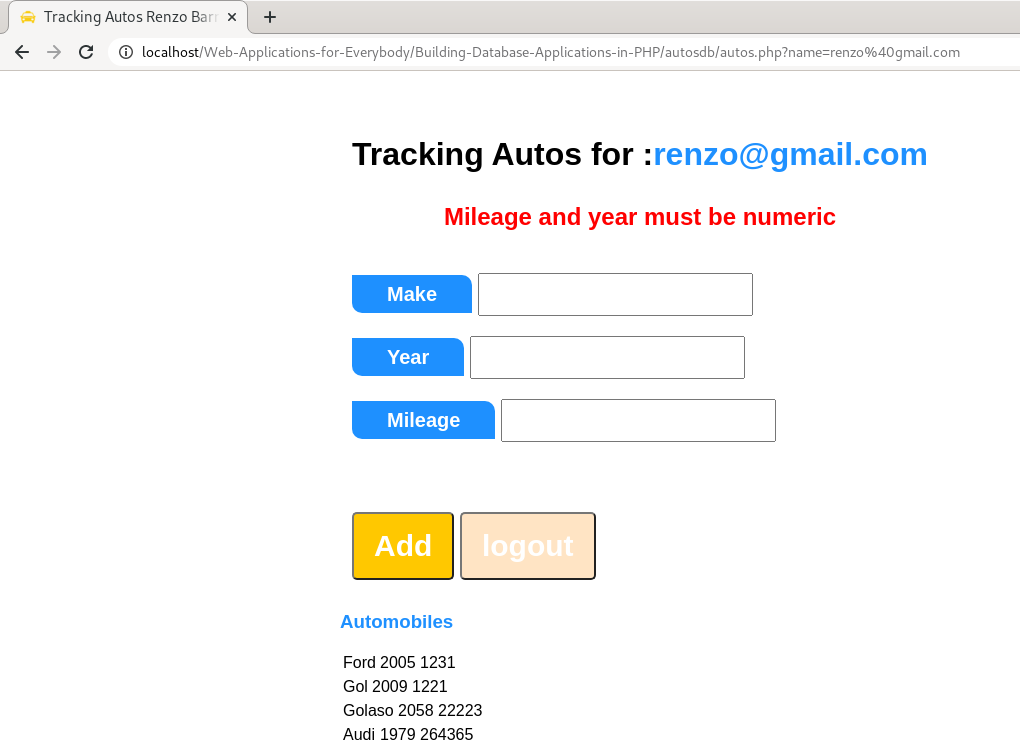 Tracking Autos Renzo Bar
localhost/Web-Applications-for-Everybody/Building-Database-Applications-in-PHP/autosdb/autos.php?name=renzo%40gmail.com
Tracking Autos for :renzo@gmail.com
Mileage and year must be numeric
Make
Year
Mileage
Add logout
Automobiles
Ford 2005 1231
Gol 2009 1221
Golaso 2058 22223
Audi 1979 264365